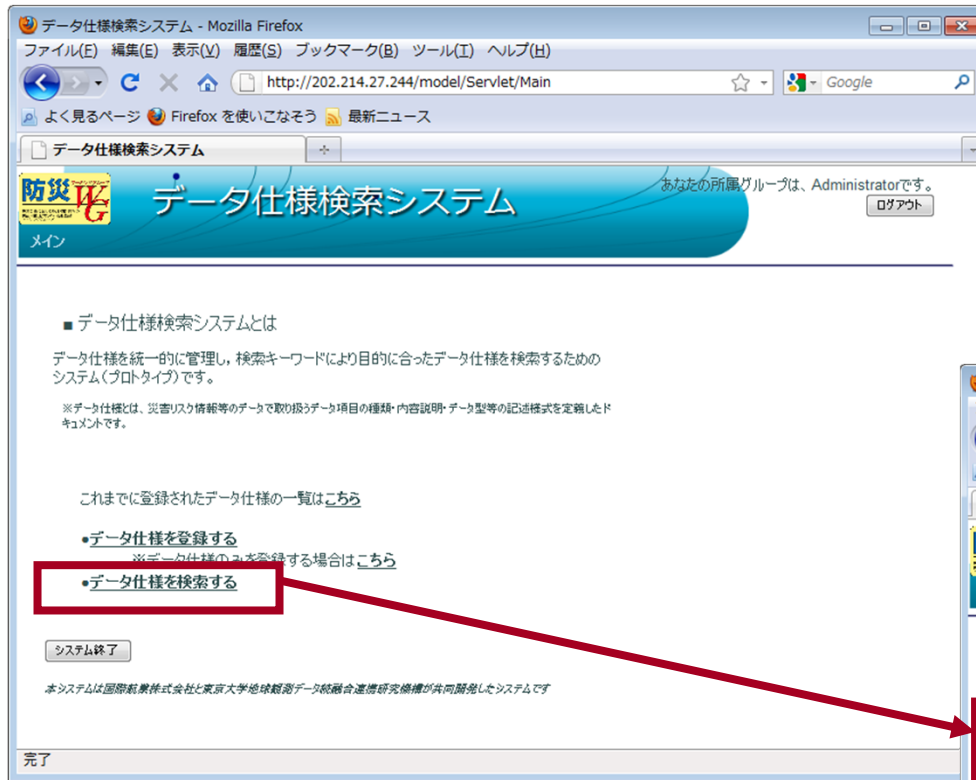 データ仕様検索システム - Mozilla Firefox
ファイル(F) 編集(E) 表示(V) 履歴(S) ブックマーク(B) ツール(T) ヘルプ(H)
http://202.214.27.244/model/Servlet/Main
Google
よく見るページ Firefox を使いこなそう 最新ニュース
データ仕様検索システム
防災WG
データ仕様検索システム
あなたの所属グループは、Administratorです。
ログアウト
メイン
■データ仕様検索システムとは
データ仕様を統一的に管理し，検索キーワードにより目的に合ったデータ仕様を検索するための
システム（プロトタイプ）です。
※データ仕様とは、災害リスク情報等のデータで取り扱うデータ項目の種類・内容説明・データ型等の記述様式を定義したド
キュメントです。
これまでに登録されたデータ仕様の一覧はこちら
●データ仕様を登録する
※データ仕様のみを登録する場合はこちら
●データ仕様を検索する
システム終了
本システムは国際航業株式会社と東京大学地球観測データ統融合連携研究機構が共同開発したシステムです
完了